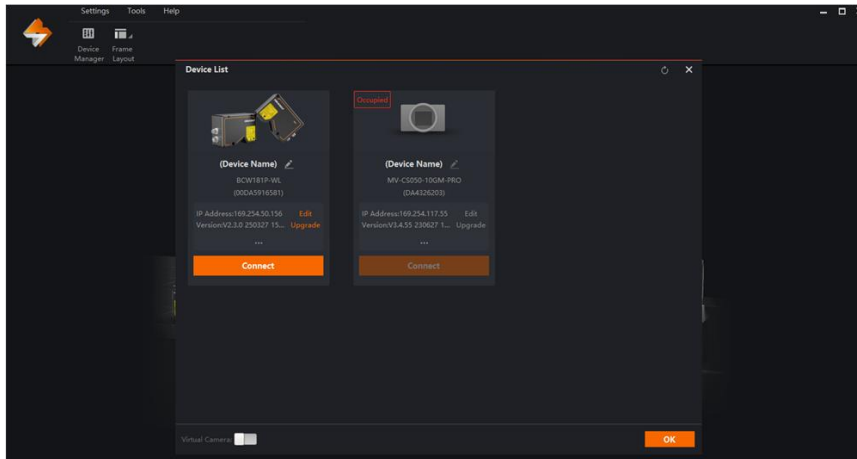 Settings Tools Help
Device Manager
Frame Layout
Device List
(Device Name)
BCW181P-WL
(00DA5916581)
IP Address:169.254.50.156 Edit
Version:V2.3.0 250327 15... Upgrade
...
Connect
Occupied
(Device Name)
MV-CS050-10GM-PRO
(DA4326203)
IP Address:169.254.117.55 Edit
Version:V3.4.55 230627 1... Upgrade
...
Connect
Virtual Camera:
OK